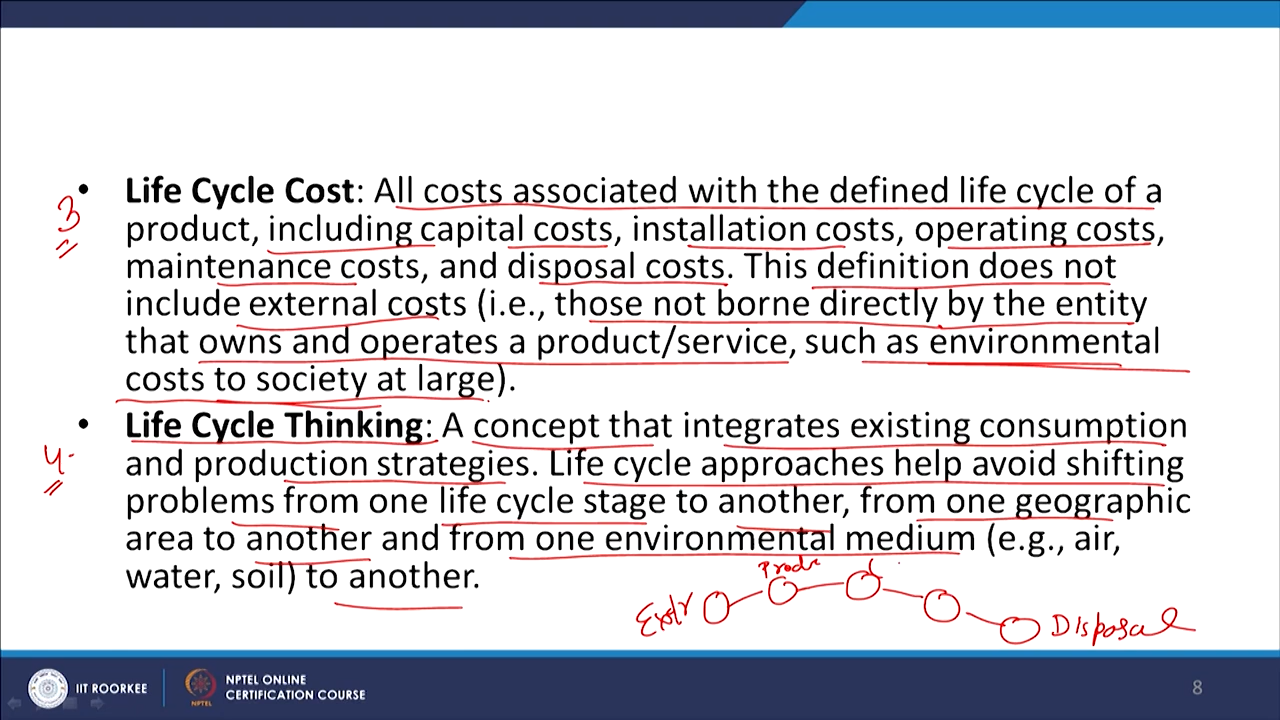 3
• Life Cycle Cost: All costs associated with the defined life cycle of a
product, including capital costs, installation costs, operating costs,
maintenance costs, and disposal costs. This definition does not
include external costs (i.e., those not borne directly by the entity
that owns and operates a product/service, such as environmental
costs to society at large).
4.
• Life Cycle Thinking: A concept that integrates existing consumption
and production strategies. Life cycle approaches help avoid shifting
problems from one life cycle stage to another, from one geographic
area to another and from one environmental medium (e.g., air,
water, soil) to another.
Extr
Disposal
IIT ROORKEE
NPTEL
NPTEL ONLINE
CERTIFICATION COURSE
8